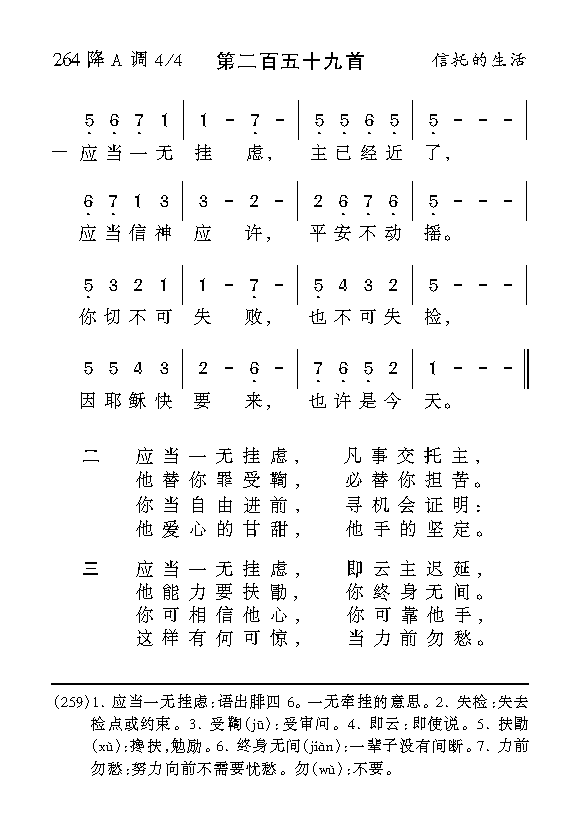 264 降 A 调 4/4 第二百五十九首 信托的生活
5 6 7 1 | 1 - 7 - | 5 5 6 5 | 5 - - - |
一 应当一无挂虑，主已经近了，
6 7 1 3 | 3 - 2 - | 2 6 7 6 | 5 - - - |
应当信神应许，平安不动摇。
5 3 2 1 | 1 - 7 - | 5 4 3 2 | 5 - - - |
你切不可失败，也不可失检，
5 5 4 3 | 2 - 6 - | 7 6 5 2 | 1 - - - ‖
因耶稣快要来，也许是今天。
二 应当一无挂虑， 凡事交托主，
他替你罪受鞫， 必替你担苦。
你当自由进前， 寻机会证明：
他爱心的甘甜， 他手的坚定。
三 应当一无挂虑， 即云主迟延，
他能力要扶勖， 你终身无间。
你可相信他心， 你可靠他手，
这样有何可惊， 当力前勿愁。
(259)1. 应当一无挂虑：语出腓四 6。一无牵挂的意思。2. 失检：失去
检点或约束。3. 受鞫(jū)：受审问。4. 即云：即使说。5. 扶勖
(xù)：搀扶，勉励。6. 终身无间(jiàn)：一辈子没有间断。7. 力前
勿愁：努力向前不需要忧愁。勿(wù)：不要。